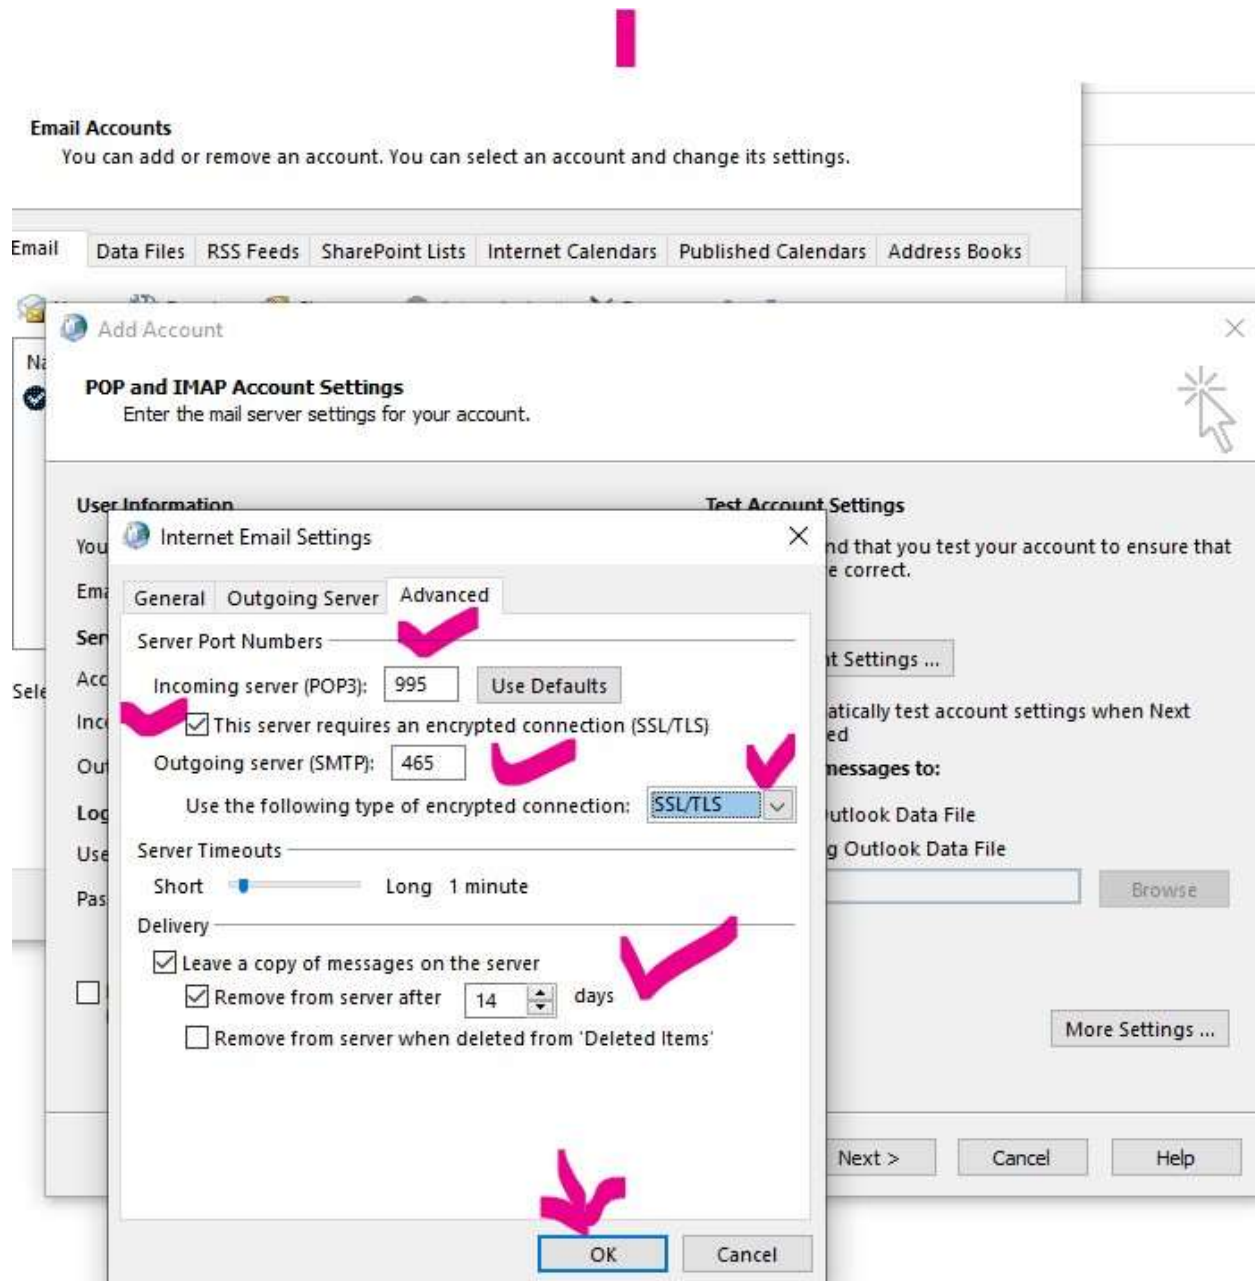 Email Accounts
You can add or remove an account. You can select an account and change its settings.
Email Data Files RSS Feeds SharePoint Lists Internet Calendars Published Calendars Address Books
Add Account
POP and IMAP Account Settings
Enter the mail server settings for your account.
User Information Test Account Settings
Internet Email Settings
that you test your account to ensure that
correct.
General Outgoing Server Advanced
Server Port Numbers
Settings ...
Incoming server (POP3): 995 Use Defaults
test account settings when Next
This server requires an encrypted connection (SSL/TLS)
Outgoing server (SMTP): 465
to:
Use the following type of encrypted connection: SSL/TLS
Data File
Server Timeouts
Outlook Data File
Short Long 1 minute
Browse
Delivery
Leave a copy of messages on the server
Remove from server after 14 days
Remove from server when deleted from 'Deleted Items'
More Settings ...
Next > Cancel Help
OK Cancel